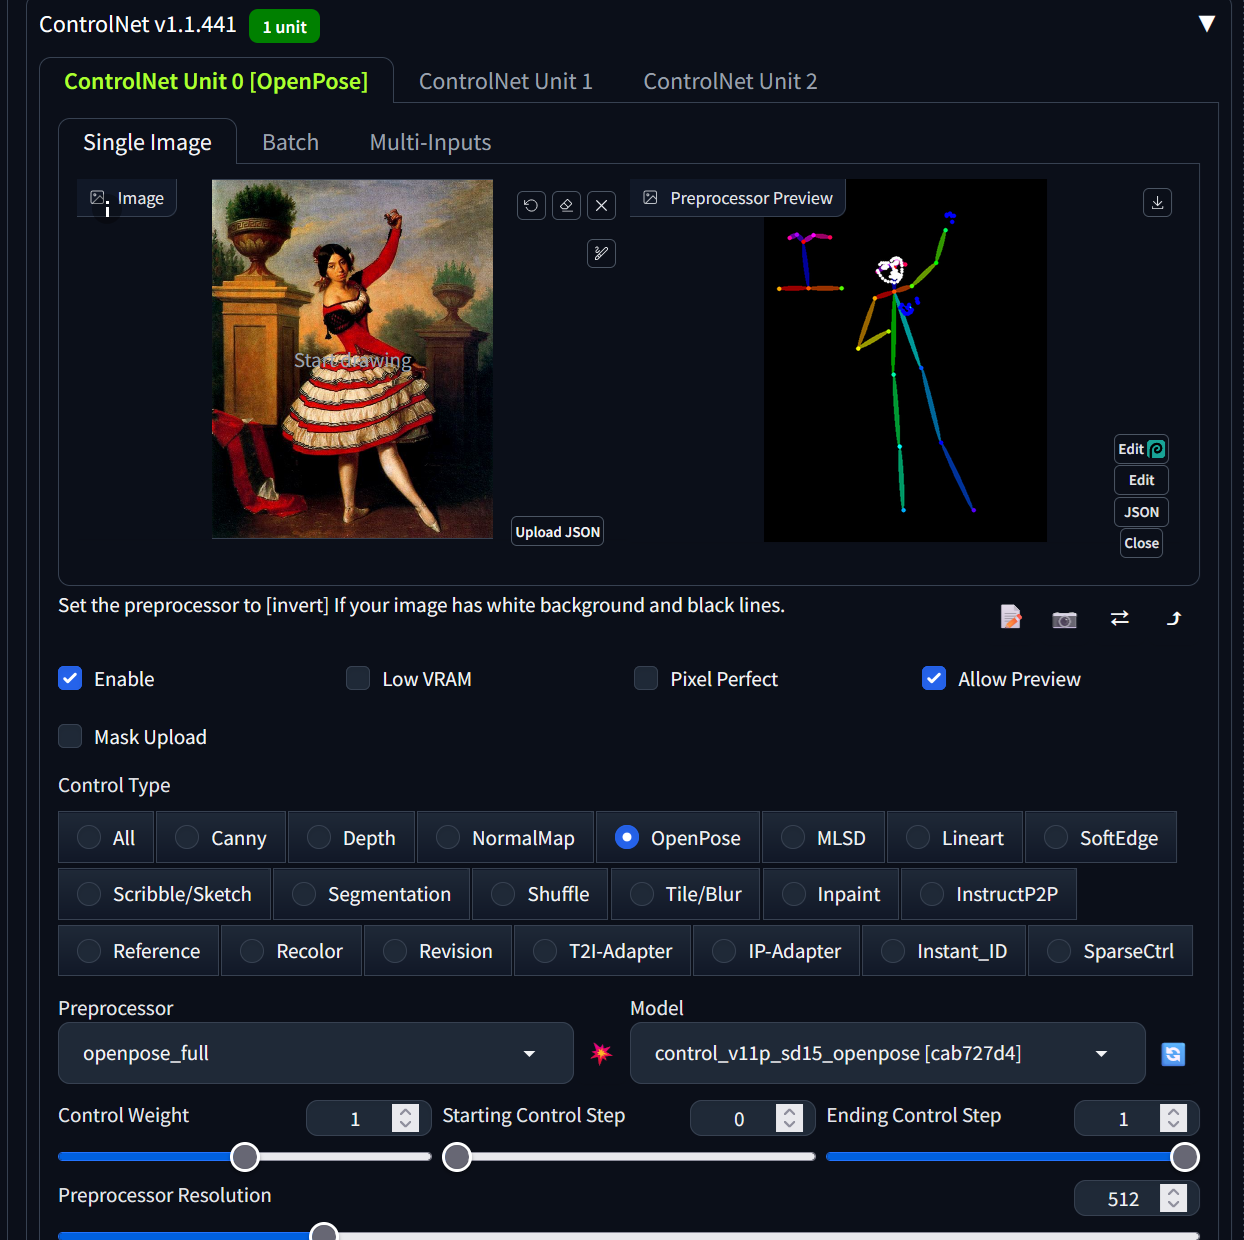 ControlNet v1.1.441 1 unit ▼
ControlNet Unit 0 [OpenPose] ControlNet Unit 1 ControlNet Unit 2
Single Image Batch Multi-Inputs
Image Preprocessor Preview
Start drawing
Edit
Edit
JSON
Upload JSON
Close
Set the preprocessor to [invert] If your image has white background and black lines.
Enable Low VRAM Pixel Perfect Allow Preview
Mask Upload
Control Type
All Canny Depth NormalMap OpenPose MLSD Lineart SoftEdge
Scribble/Sketch Segmentation Shuffle Tile/Blur Inpaint InstructP2P
Reference Recolor Revision T2I-Adapter IP-Adapter Instant_ID SparseCtrl
Preprocessor Model
openpose_full control_v11p_sd15_openpose [cab727d4]
Control Weight 1 Starting Control Step 0 Ending Control Step 1
Preprocessor Resolution 512